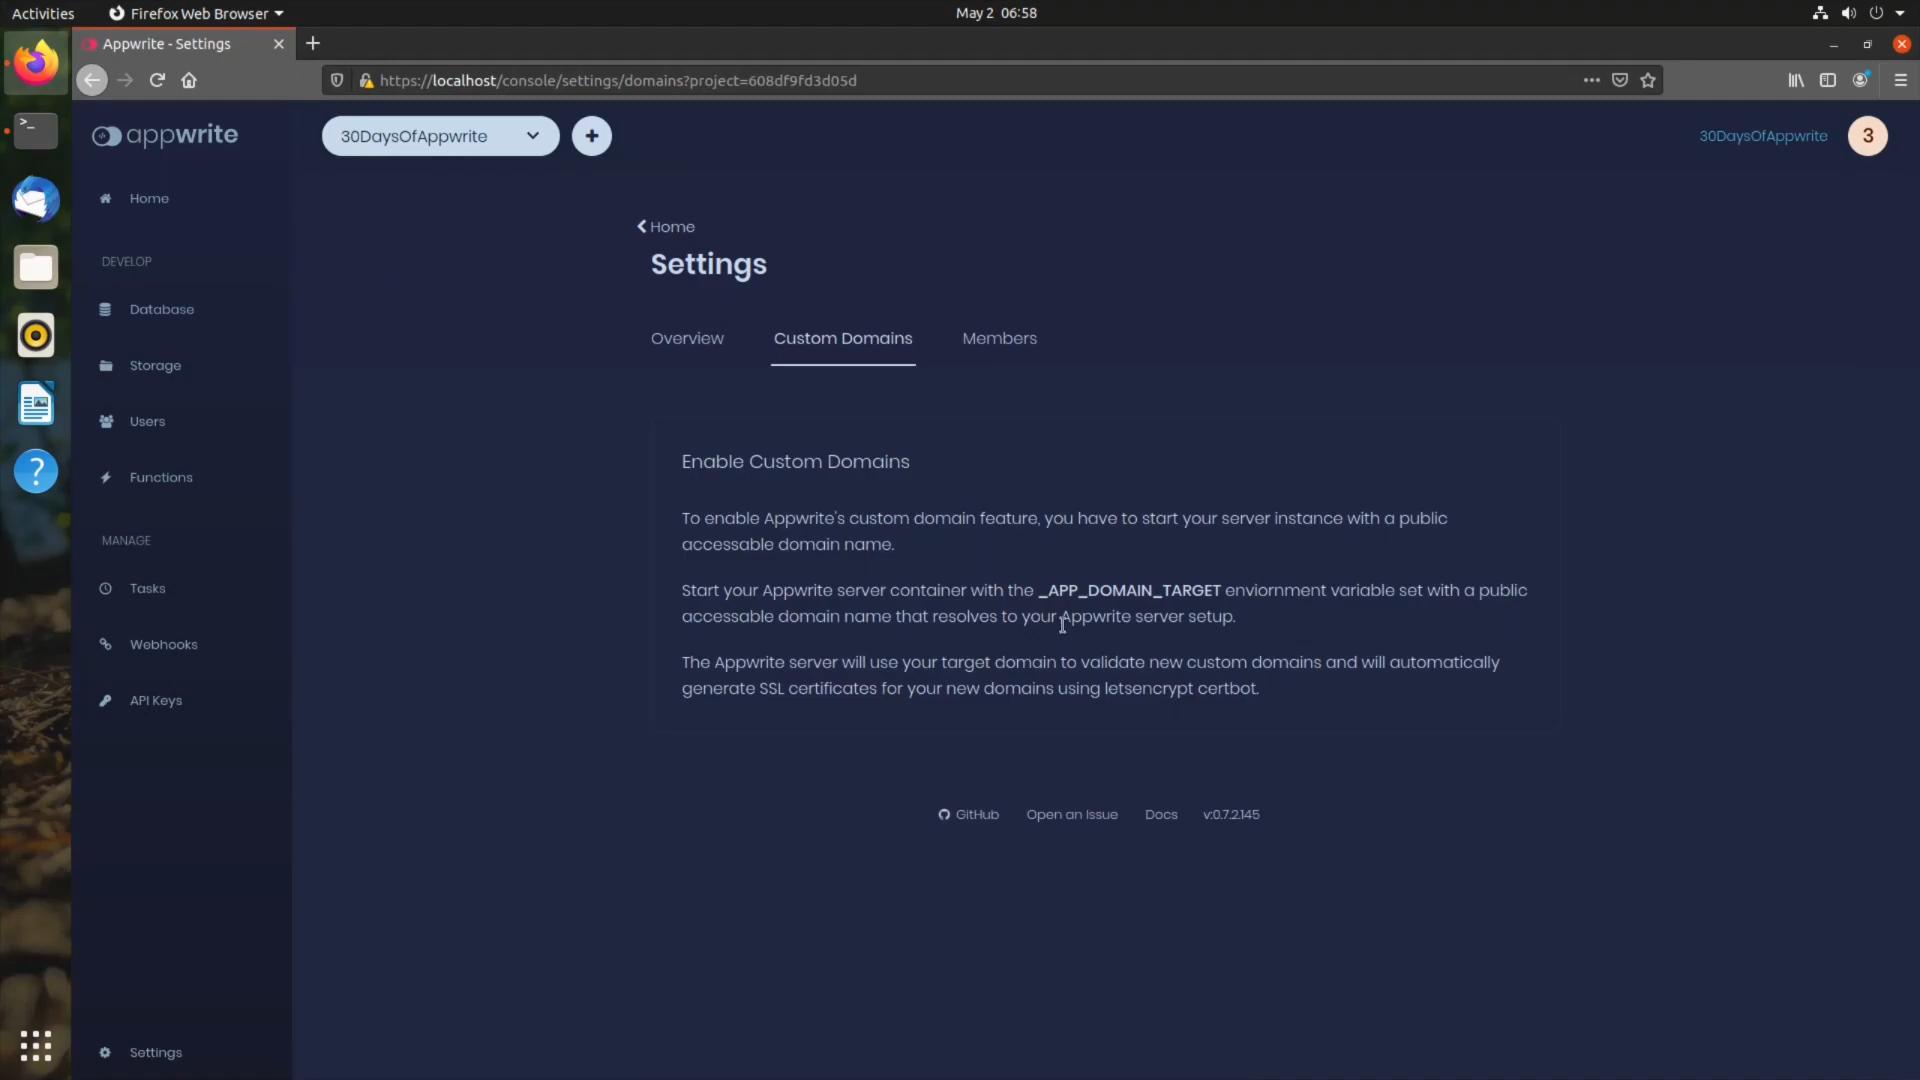 Activities
Firefox Web Browser
May 2 06:58
Appwrite - Settings
https://localhost/console/settings/domains?project=608df9fd3d05d
appwrite
30DaysOfAppwrite
+
30DaysOfAppwrite
3
Home
DEVELOP
Database
Storage
Users
Functions
MANAGE
Tasks
Webhooks
API Keys
Settings
Home
Settings
Overview
Custom Domains
Members
Enable Custom Domains
To enable Appwrite's custom domain feature, you have to start your server instance with a public
accessable domain name.
Start your Appwrite server container with the _APP_DOMAIN_TARGET enviornment variable set with a public
accessable domain name that resolves to your Appwrite server setup.
The Appwrite server will use your target domain to validate new custom domains and will automatically
generate SSL certificates for your new domains using letsencrypt certbot.
GitHub
Open an Issue
Docs
v:0.7.2.145